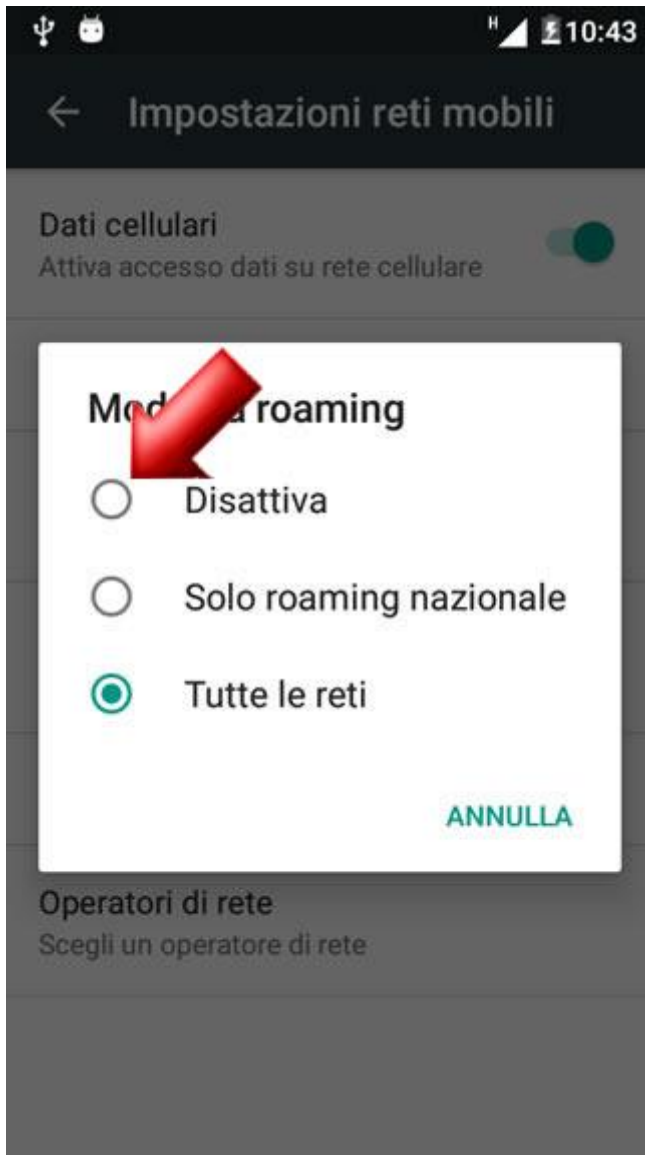 H 10:43
Impostazioni reti mobili
Dati cellulari
Attiva accesso dati su rete cellulare
roaming
Disattiva
Solo roaming nazionale
Tutte le reti
ANNULLA
Operatori di rete
Scegli un operatore di rete